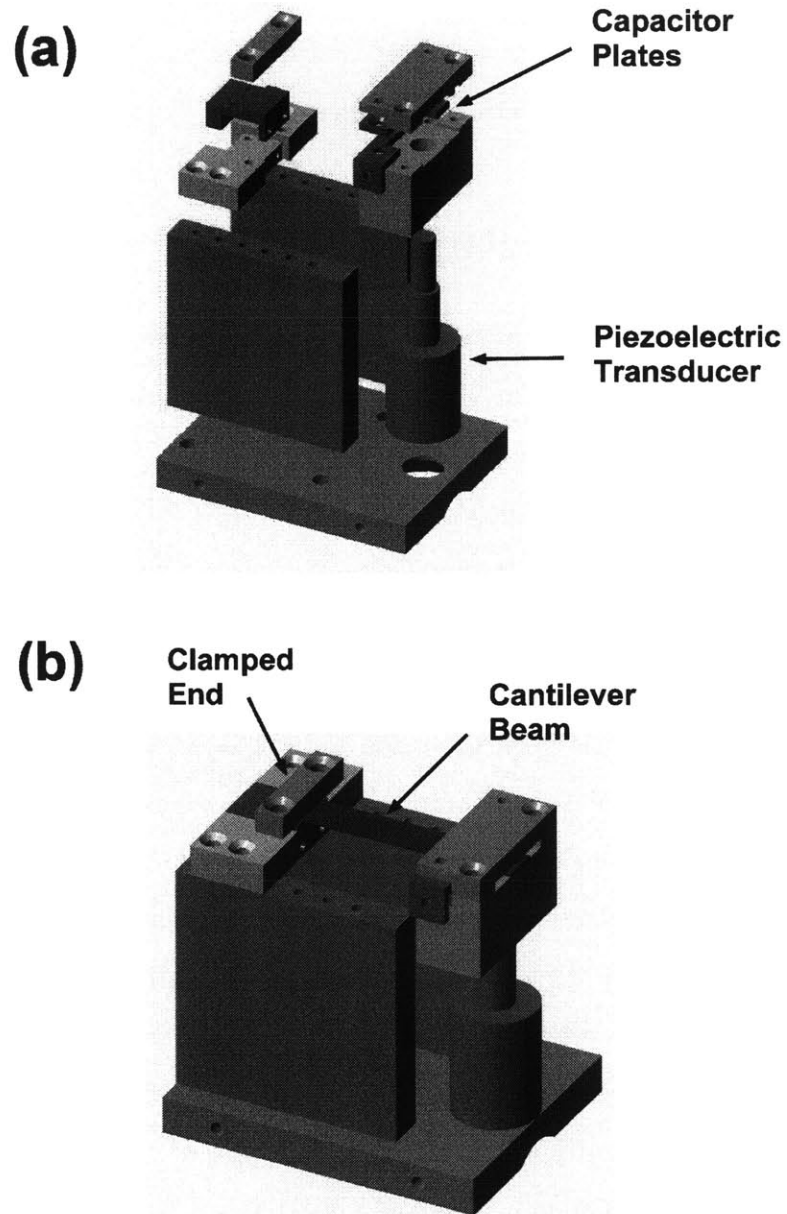 (a)
Capacitor
Plates
Piezoelectric
Transducer
(b)
Clamped
End
Cantilever
Beam